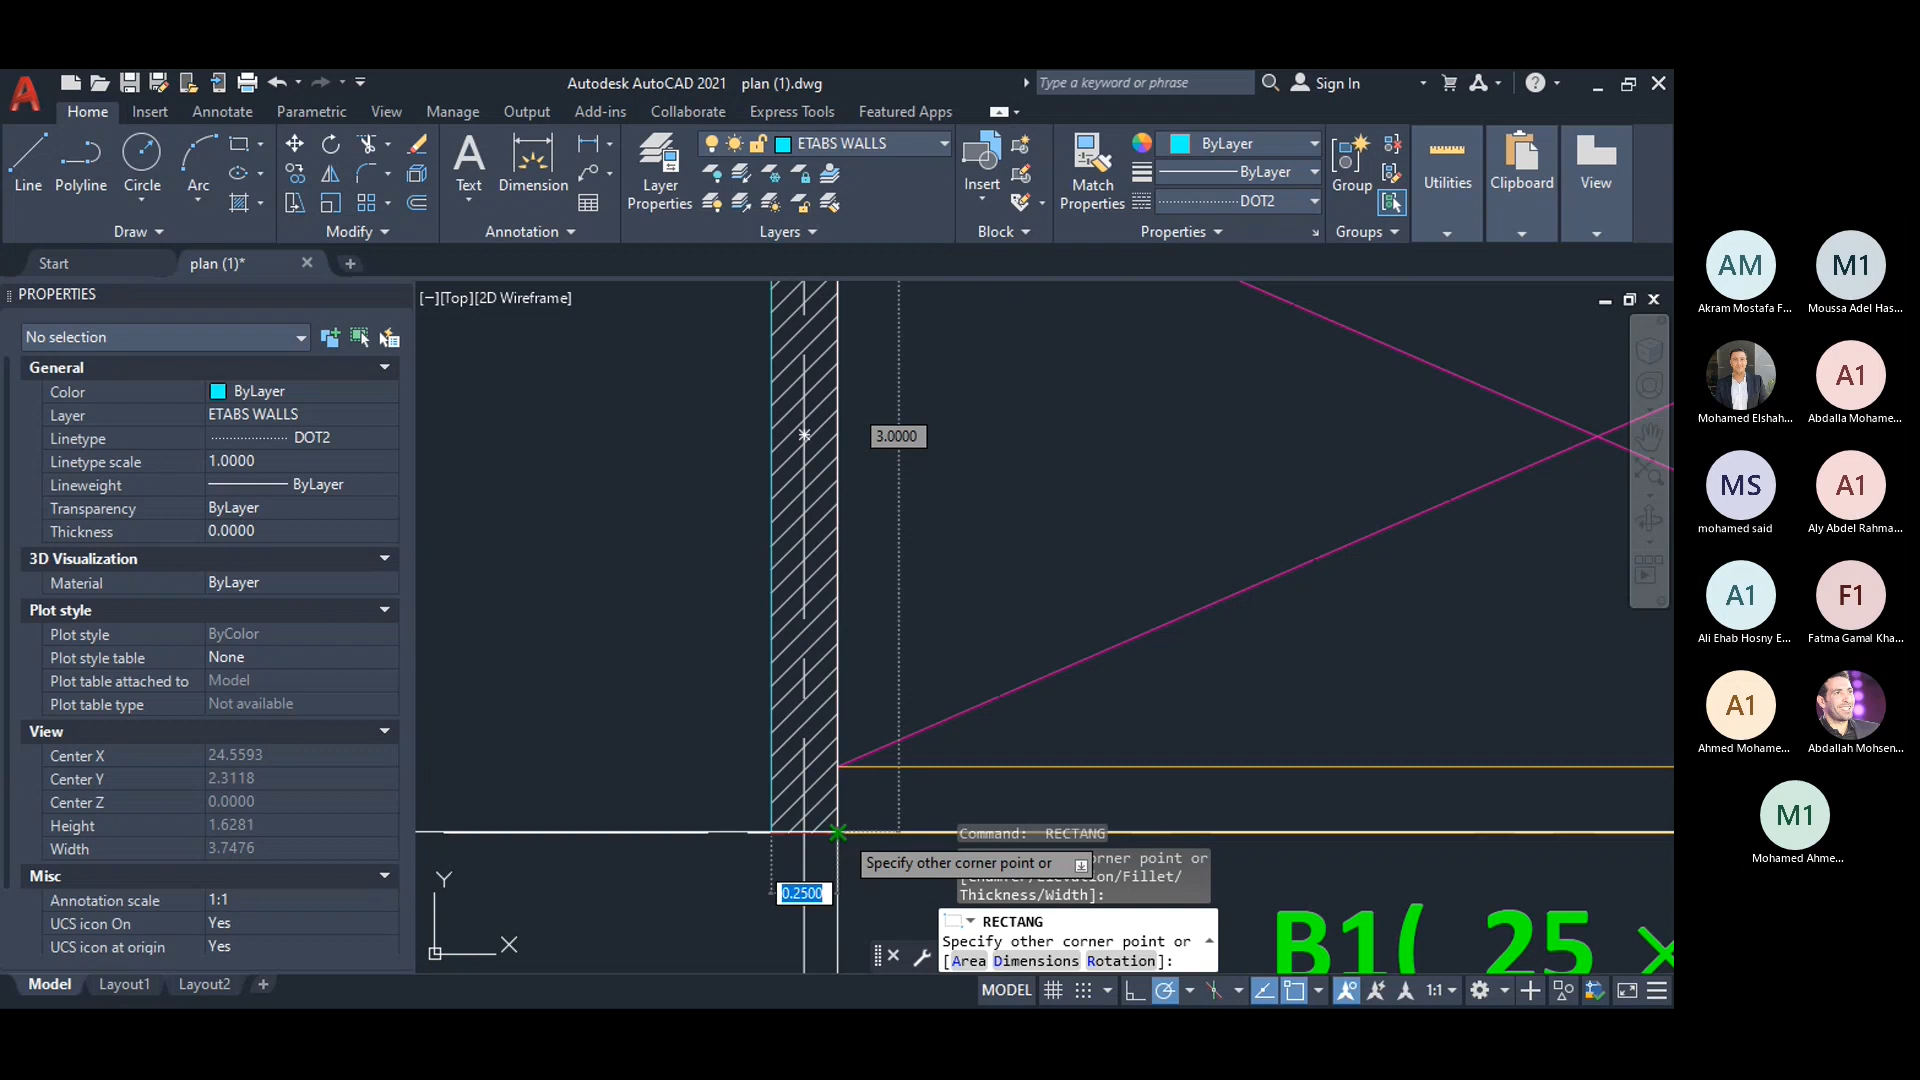 Autodesk AutoCAD 2021 plan (1).dwg
Type a keyword or phrase
Sign In
Home Insert Annotate Parametric View Manage Output Add-ins Collaborate Express Tools Featured Apps
Line Polyline Circle Arc
Draw
Modify
Text Dimension
Annotation
Layer
Properties
ETABS WALLS
Layers
Insert
Block
Match
Properties
ByLayer
ByLayer
DOT2
Properties
Group
Groups
Utilities
Clipboard
View
Start
plan (1)*
PROPERTIES
No selection
General
Color ByLayer
Layer ETABS WALLS
Linetype DOT2
Linetype scale 1.0000
Lineweight ByLayer
Transparency ByLayer
Thickness 0.0000
3D Visualization
Material ByLayer
Plot style
Plot style ByColor
Plot style table None
Plot table attached to Model
Plot table type Not available
View
Center X 24.5593
Center Y 2.3118
Center Z 0.0000
Height 1.6281
Width 3.7476
Misc
Annotation scale 1:1
UCS icon On Yes
UCS icon at origin Yes
[−][Top][2D Wireframe]
3.0000
Command: RECTANG
Specify other corner point or
orner point or
/Fillet/
Thickness/Width]:
0.2500
RECTANG
Specify other corner point or
[Area Dimensions Rotation]:
B1( 25 ×
Y
X
Model Layout1 Layout2
MODEL
1:1
AM
Akram Mostafa F...
M1
Moussa Adel Has...
Mohamed Elshah...
A1
Abdalla Mohame...
MS
mohamed said
A1
Aly Abdel Rahma...
A1
Ali Ehab Hosny E...
F1
Fatma Gamal Kha...
A1
Ahmed Mohame...
Abdallah Mohsen...
M1
Mohamed Ahme...